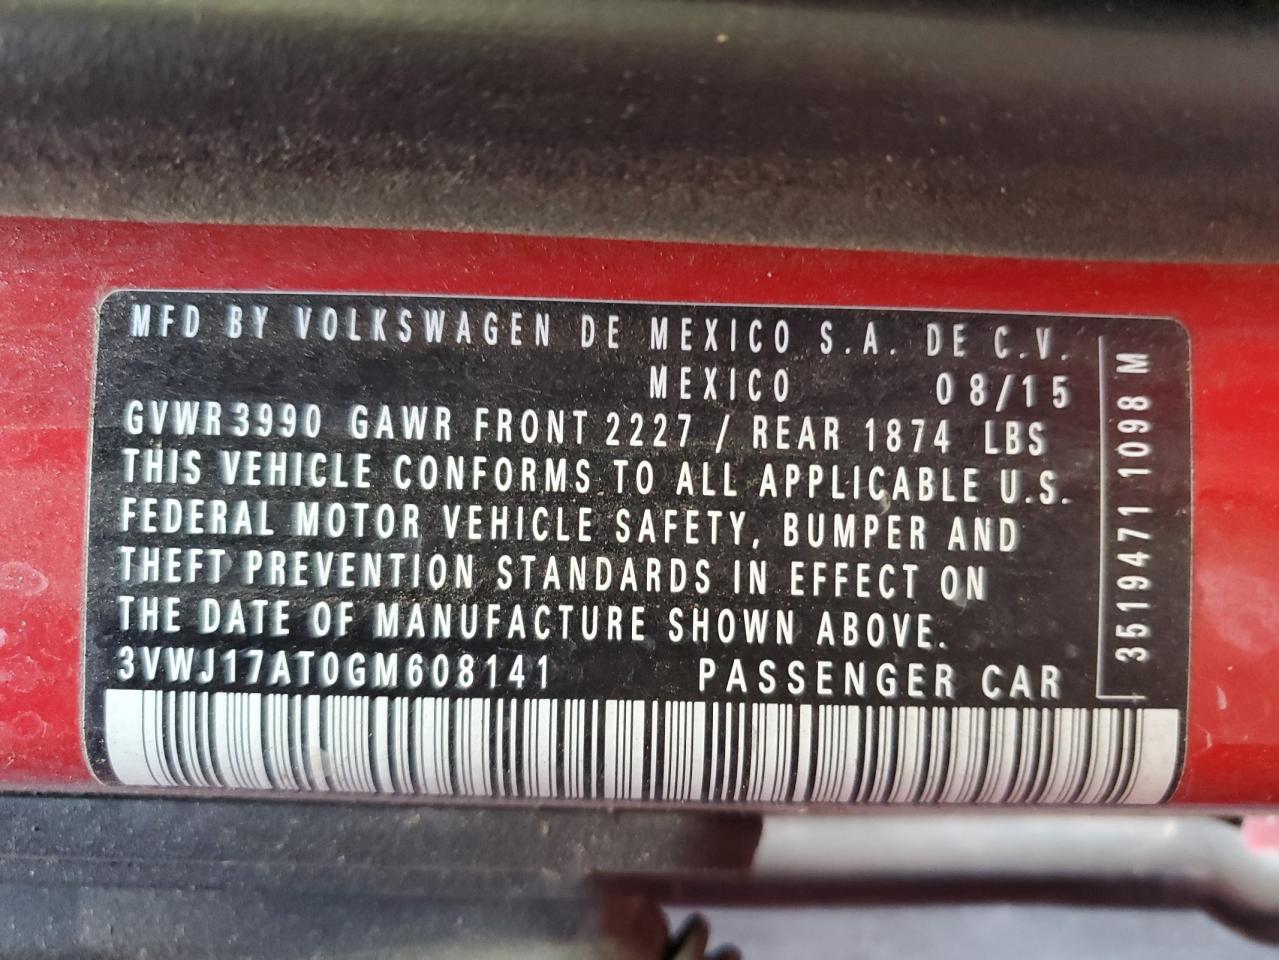 MFD BY VOLKSWAGEN DE MEXICO S.A. DE C.V.
MEXICO 08/15
GVWR 3990 GAWR FRONT 2227 / REAR 1874 LBS
THIS VEHICLE CONFORMS TO ALL APPLICABLE U.S.
FEDERAL MOTOR VEHICLE SAFETY, BUMPER AND
THEFT PREVENTION STANDARDS IN EFFECT ON
THE DATE OF MANUFACTURE SHOWN ABOVE.
3VWJ17AT0GM608141 PASSENGER CAR
3519471 1098 M